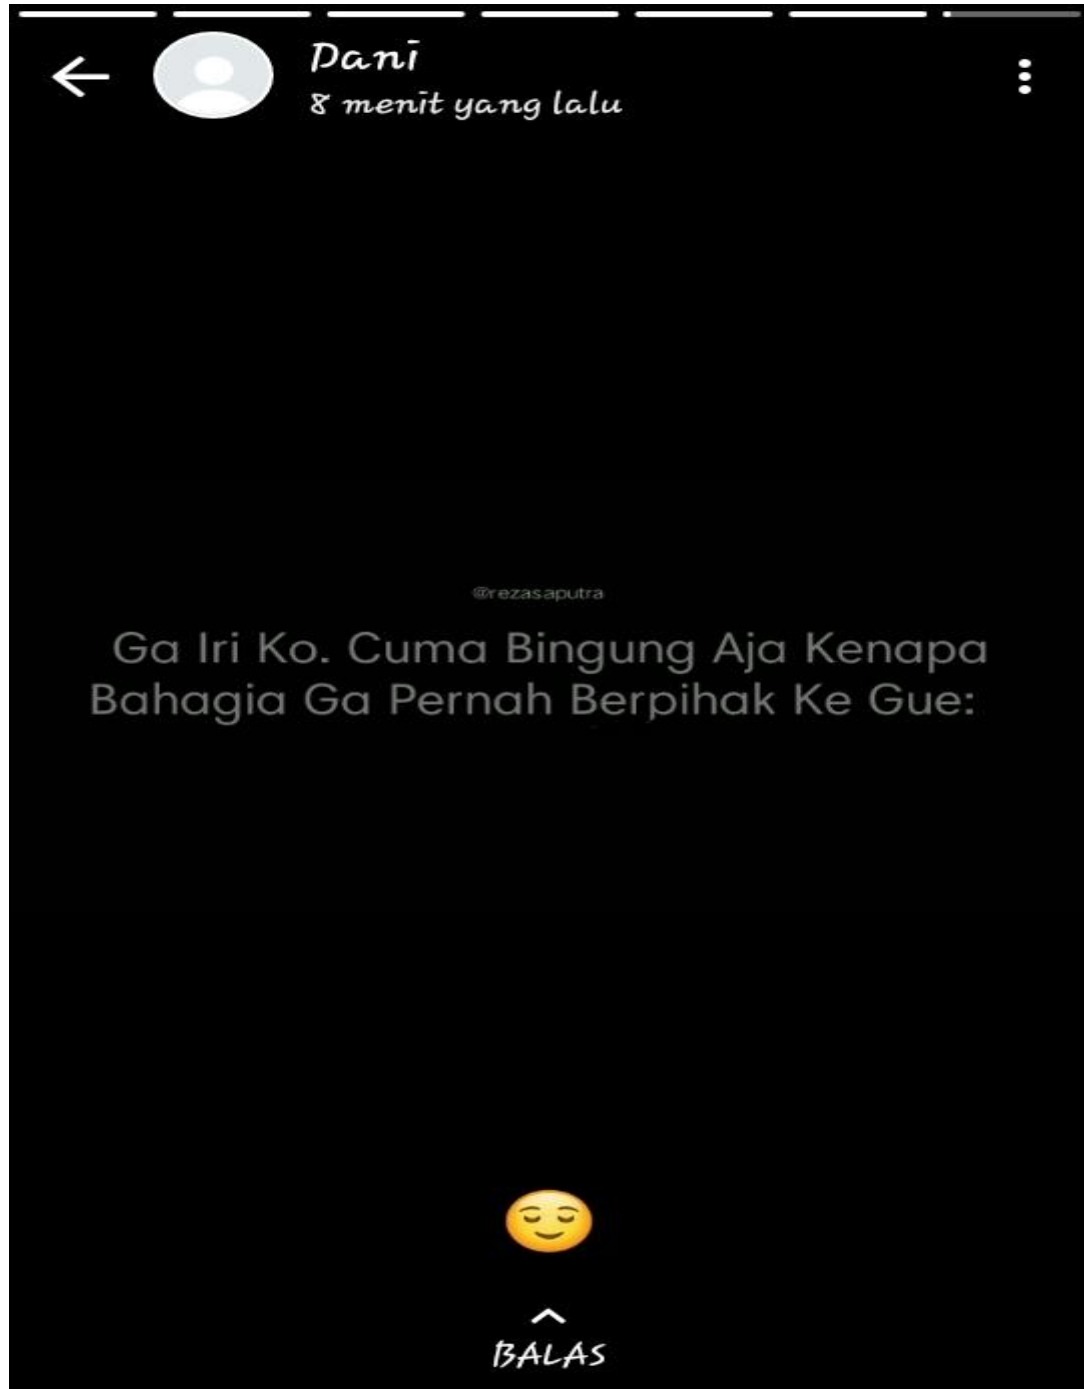 Dani
8 menit yang lalu
@rezasaputra
Ga Iri Ko. Cuma Bingung Aja Kenapa
Bahagia Ga Pernah Berpihak Ke Gue:
BALAS